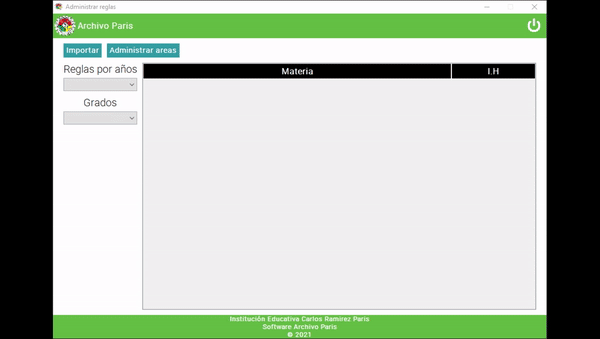 Administrar reglas
Archivo Paris
Importar
Administrar areas
Reglas por años
Grados
Materia
I.H
Institución Educativa Carlos Ramirez Paris
Software Archivo Paris
© 2021